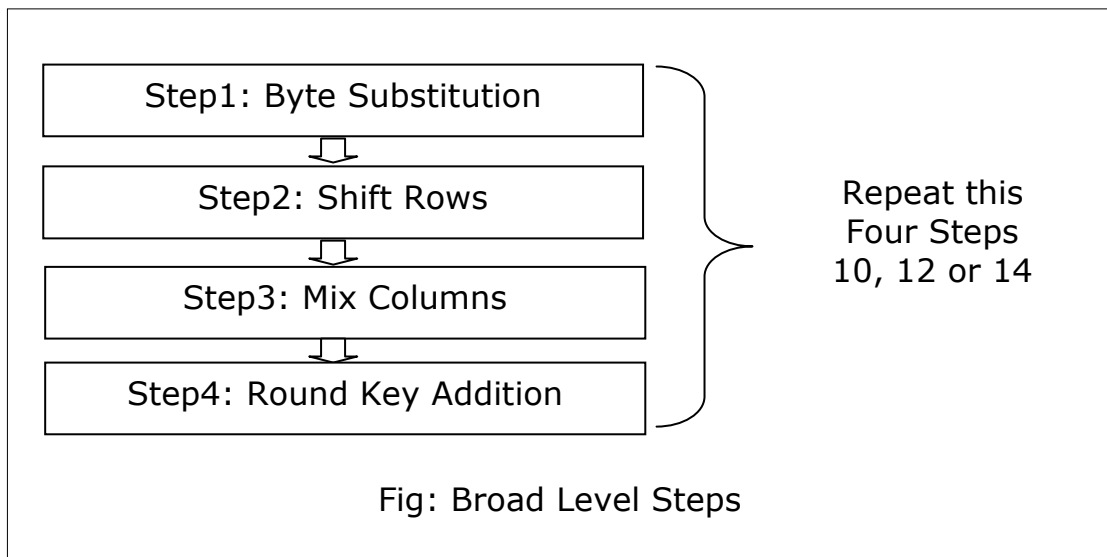 Step1: Byte Substitution
Step2: Shift Rows
Step3: Mix Columns
Step4: Round Key Addition
Repeat this
Four Steps
10, 12 or 14
Fig: Broad Level Steps